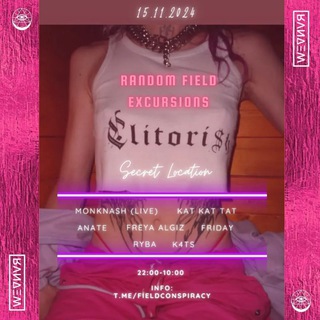 15.11.2024
RANDOM FIELD
EXCURSIONS
Secret Location
MONKNASH (LIVE) KAT KAT TAT
ANATE FREYA ALGIZ FRIDAY
RYBA K4TS
22:00-10:00
INFO:
T.ME/FIELDCONSPIRACY